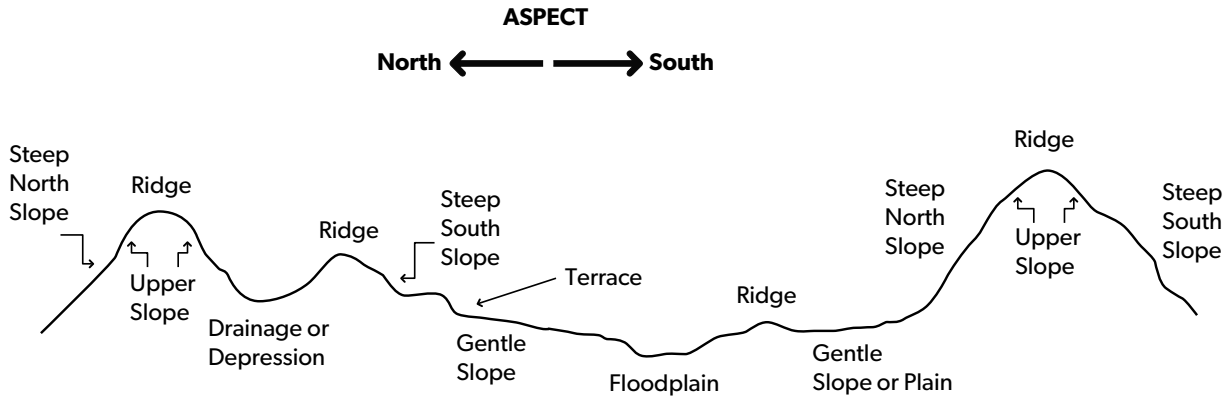 ASPECT
North South
Steep
North
Slope
Ridge
Upper
Slope
Drainage or
Depression
Ridge
Steep
South
Slope
Terrace
Gentle
Slope
Floodplain
Ridge
Gentle
Slope or Plain
Steep
North
Slope
Ridge
Upper
Slope
Steep
South
Slope